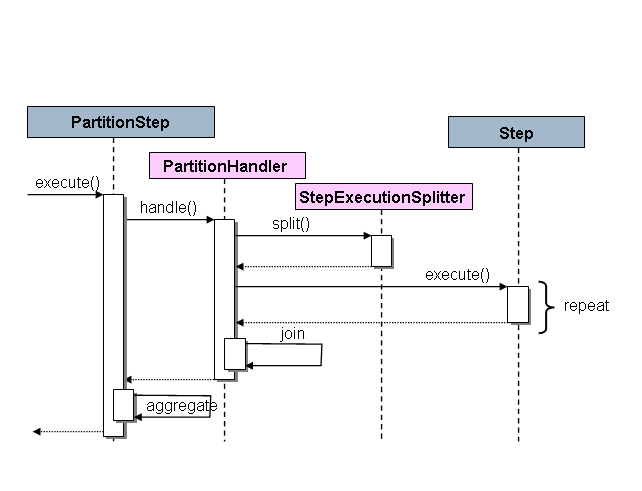 PartitionStep
Step
PartitionHandler
execute()
StepExecutionSplitter
handle()
split()
execute()
repeat
join
aggregate